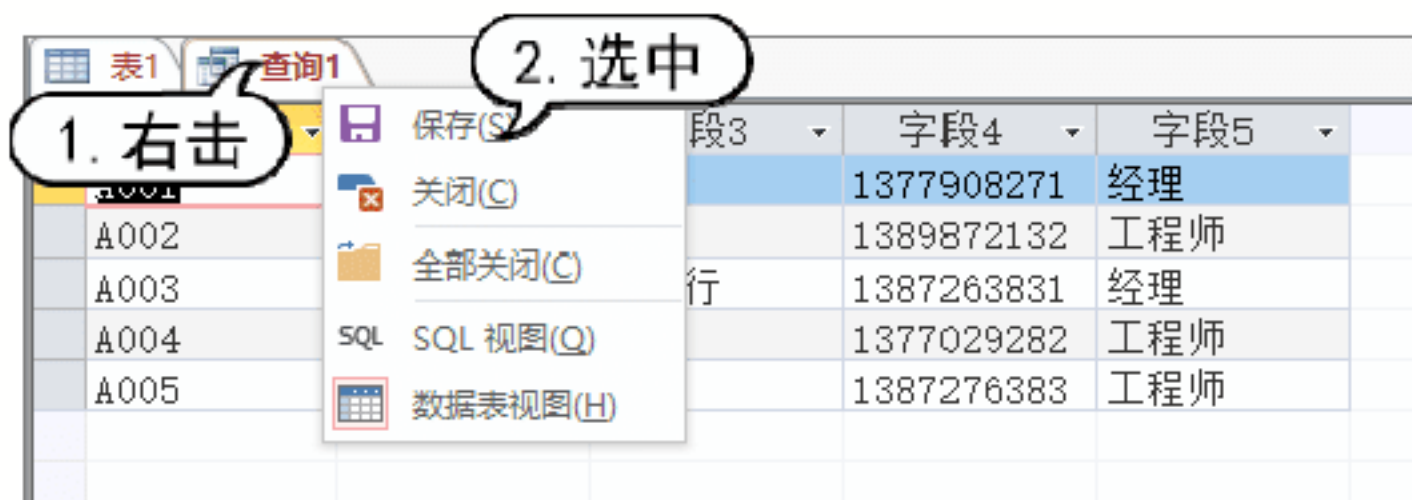 表1 查询1 2. 选中
1. 右击 保存(S) 段3 字段4 字段5
A001 关闭(C) 1377908271 经理
A002 1389872132 工程师
全部关闭(C)
A003 行 1387263831 经理
A004 SQL SQL 视图(Q) 1377029282 工程师
A005 数据表视图(H) 1387276383 工程师